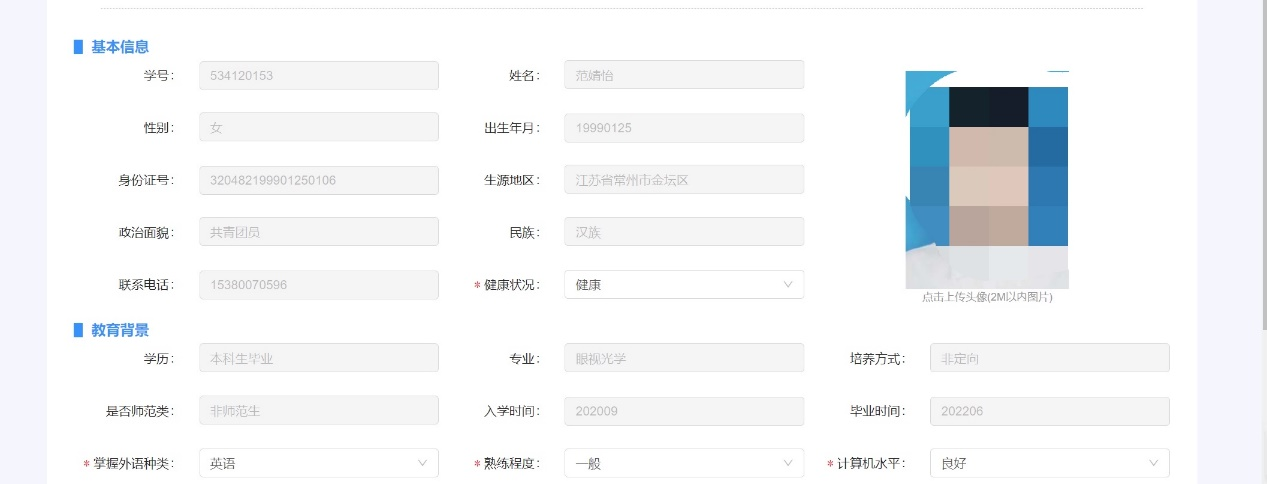 基本信息
学号： 534120153 姓名： 范婧怡
性别： 女 出生年月： 19990125
身份证号： 320482199901250106 生源地区： 江苏省常州市金坛区
政治面貌： 共青团员 民族： 汉族
联系电话： 15380070596 * 健康状况： 健康
点击上传头像(2M以内图片)
教育背景
学历： 本科生毕业 专业： 眼视光学 培养方式： 非定向
是否师范类： 非师范生 入学时间： 202009 毕业时间： 202206
* 掌握外语种类： 英语 * 熟练程度： 一般 * 计算机水平： 良好